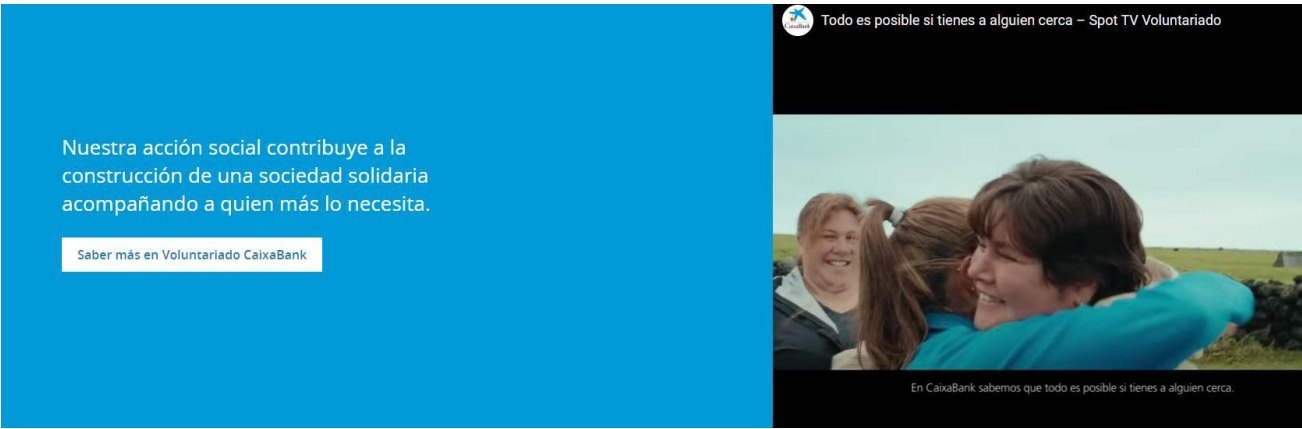 Nuestra acción social contribuye a la
construcción de una sociedad solidaria
acompañando a quien más lo necesita.
Saber más en Voluntariado CaixaBank
CaixaBank
Todo es posible si tienes a alguien cerca – Spot TV Voluntariado
En CaixaBank sabemos que todo es posible si tienes a alguien cerca.